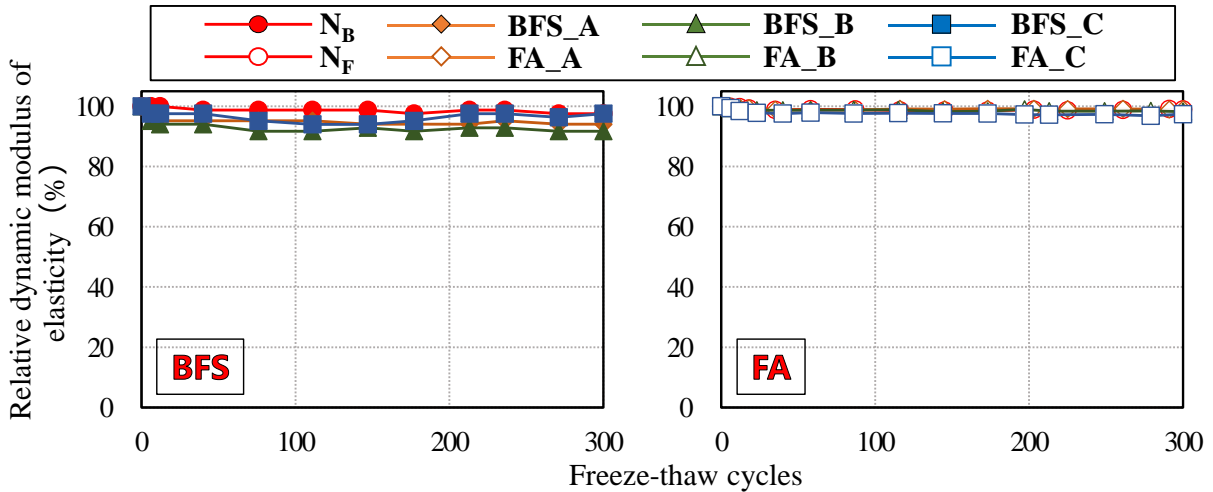 N_B BFS_A BFS_B BFS_C
N_F FA_A FA_B FA_C
Relative dynamic modulus of
elasticity (%)
100
80
60
40
20
0
BFS
0 100 200 300
100
80
60
40
20
0
FA
0 100 200 300
Freeze-thaw cycles